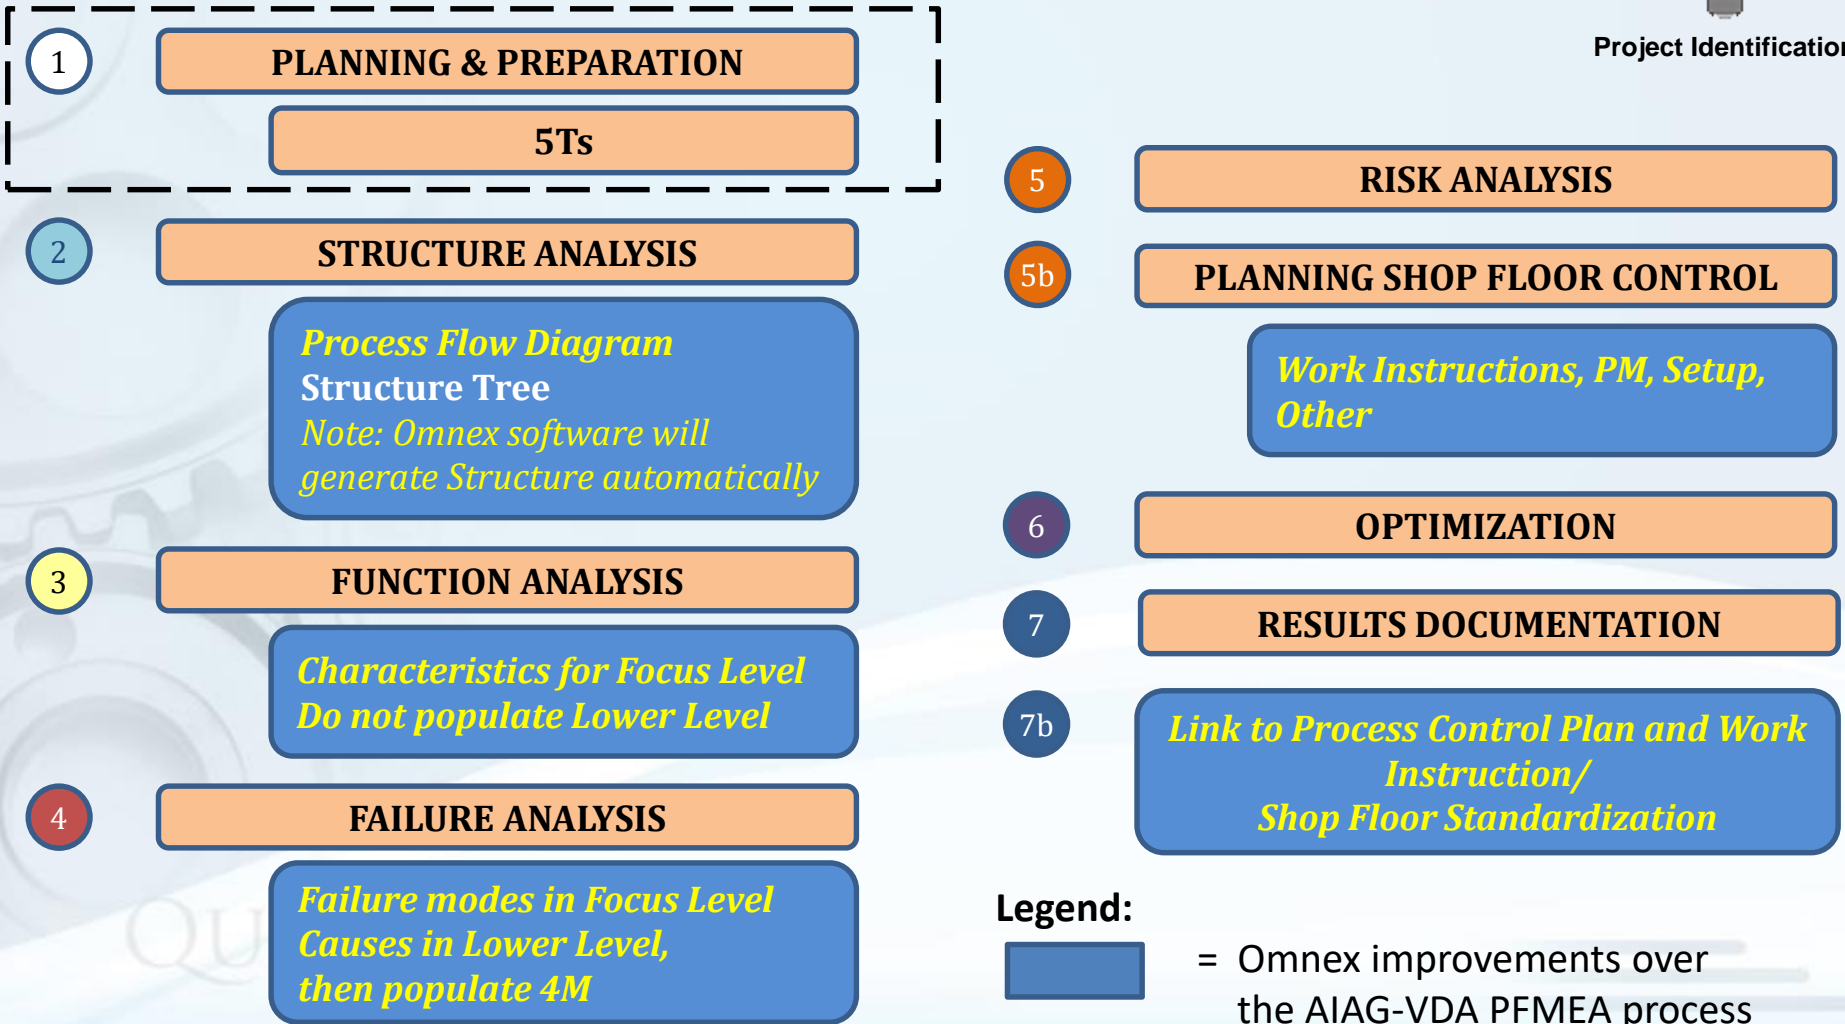 1
PLANNING & PREPARATION
5Ts
2
STRUCTURE ANALYSIS
Process Flow Diagram
Structure Tree
Note: Omnex software will
generate Structure automatically
3
FUNCTION ANALYSIS
Characteristics for Focus Level
Do not populate Lower Level
4
FAILURE ANALYSIS
Failure modes in Focus Level
Causes in Lower Level,
then populate 4M
QU
Project Identification
5
RISK ANALYSIS
5b
PLANNING SHOP FLOOR CONTROL
Work Instructions, PM, Setup,
Other
6
OPTIMIZATION
7
RESULTS DOCUMENTATION
7b
Link to Process Control Plan and Work
Instruction/
Shop Floor Standardization
Legend:
= Omnex improvements over
the AIAG-VDA PFMEA process